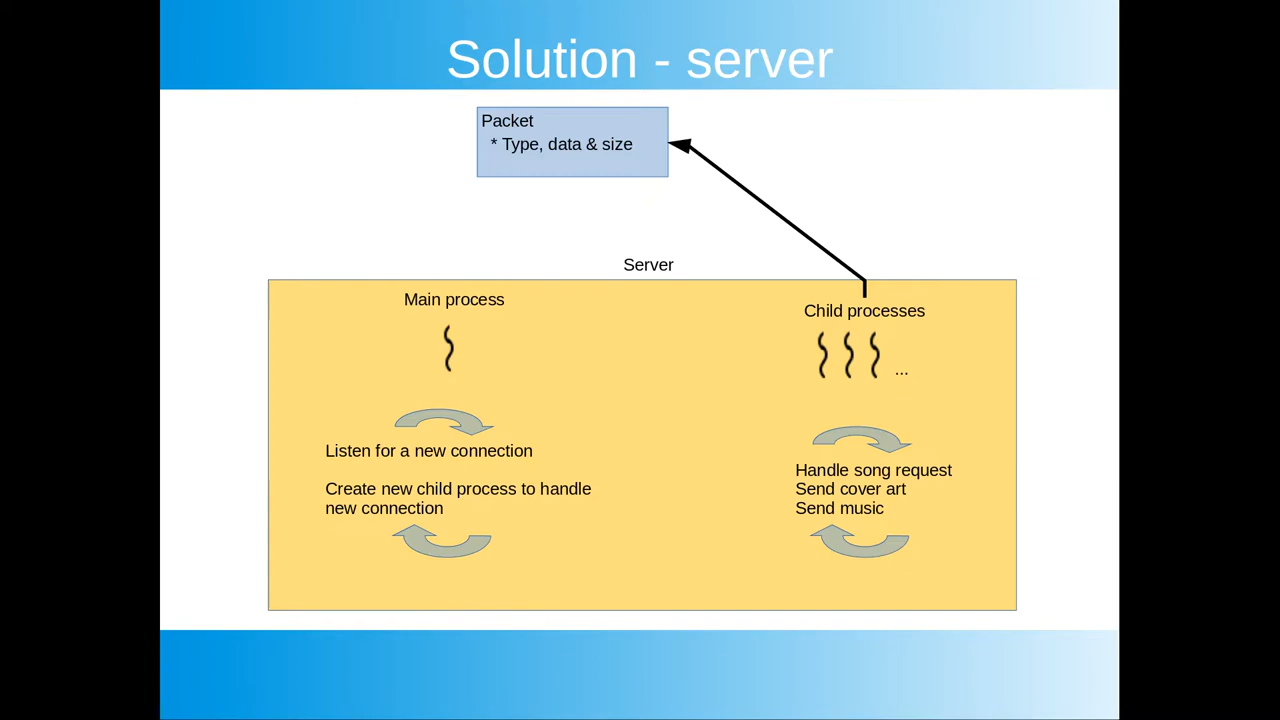 Solution - server
Packet
* Type, data & size
Server
Main process
Listen for a new connection
Create new child process to handle
new connection
Child processes
...
Handle song request
Send cover art
Send music